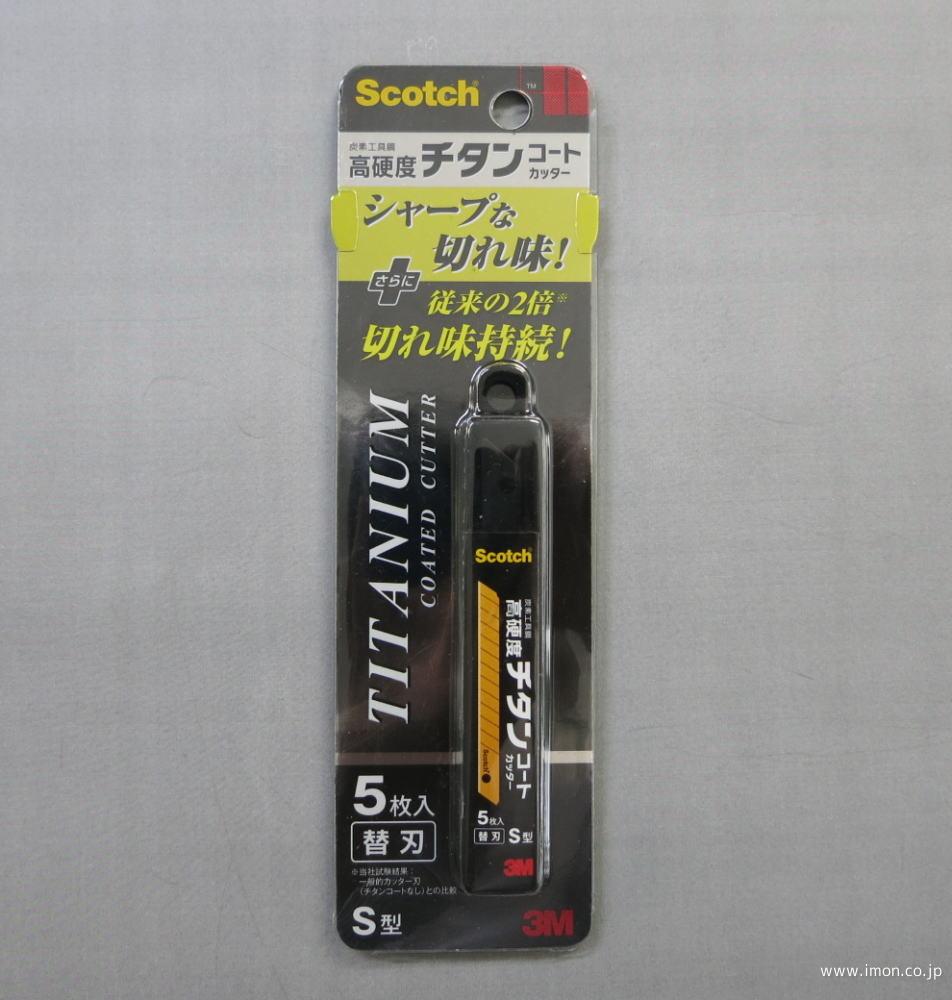 Scotch®
TM
炭素工具鋼
高硬度チタンコート
カッター
シャープな
切れ味!
さらに
従来の2倍※
切れ味持続!
TITANIUM
COATED CUTTER
Scotch
炭素工具鋼
高硬度チタンコート
カッター
Scotch
5枚入
替刃 S型
3M
5枚入
替刃
※当社試験結果:
一般的カッター刃
(チタンコートなし)との比較
S型
3M
www.imon.co.jp